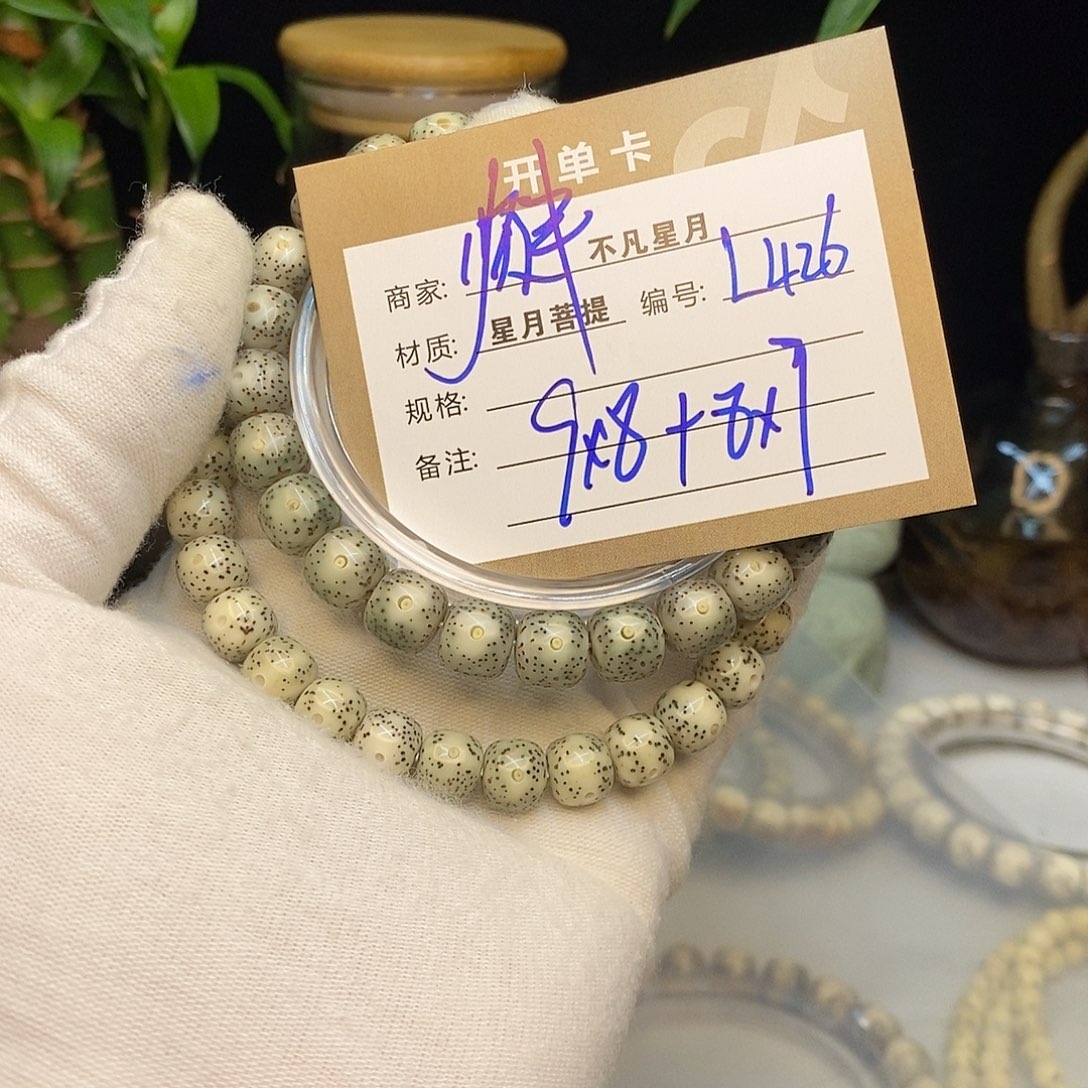 开单卡
商家: 不凡星月
材质: 星月菩提 编号: L426
规格:
备注: 9x8+8x7